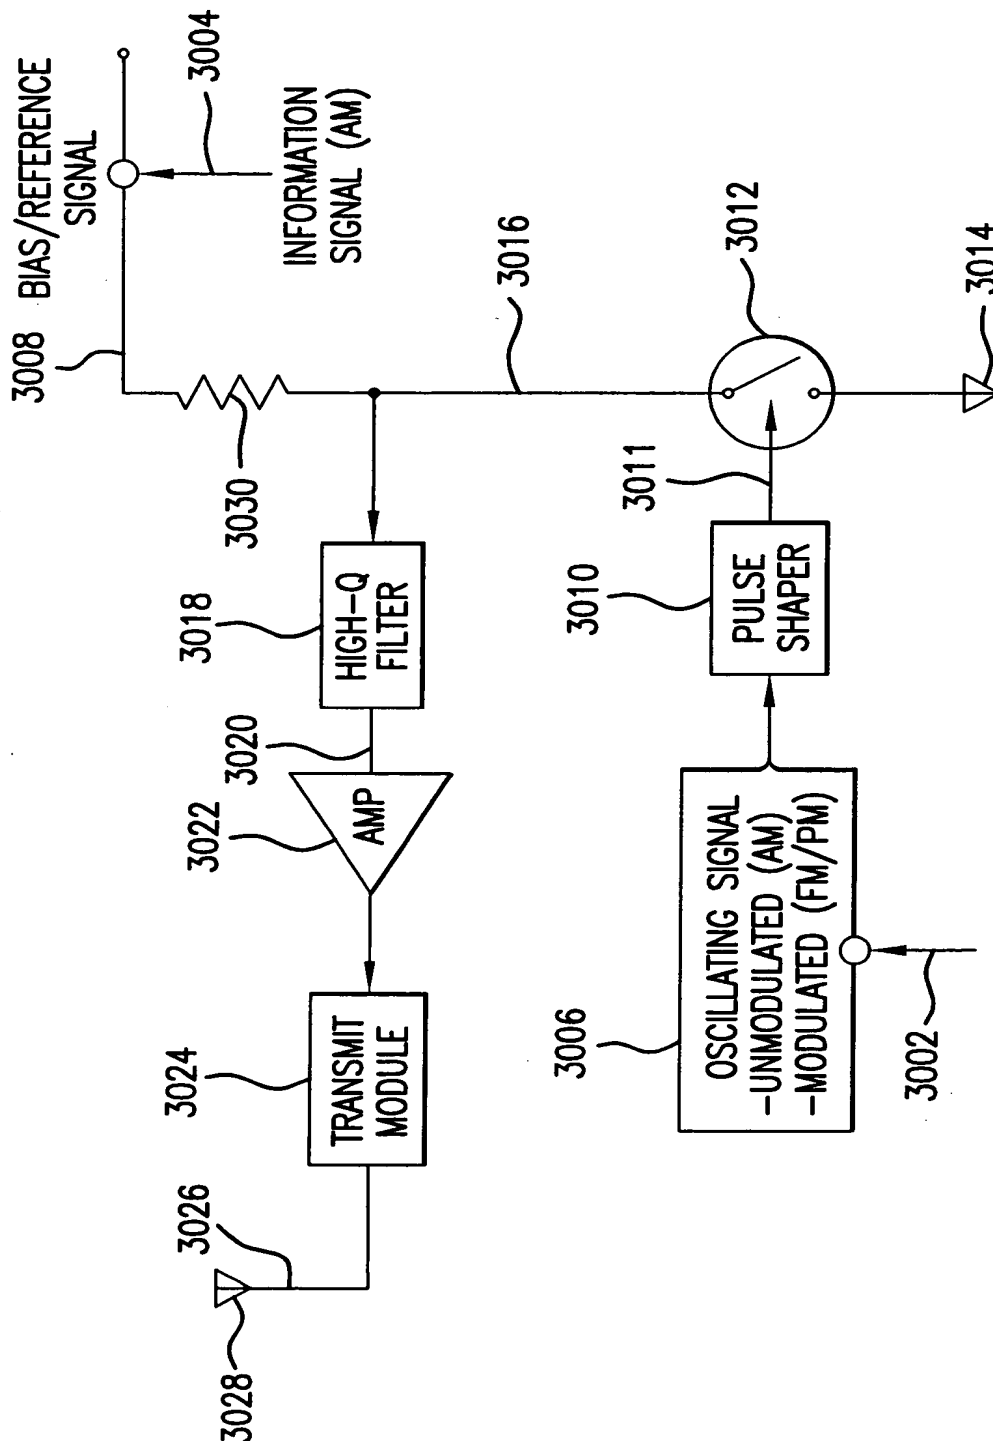 3008 BIAS/REFERENCE
SIGNAL
3004
INFORMATION
SIGNAL (AM)
3030
3016
3018
HIGH-Q
FILTER
3020
3022
AMP
3024
TRANSMIT
MODULE
3026
3028
3012
3014
3011
3010
PULSE
SHAPER
3006
OSCILLATING SIGNAL
-UNMODULATED (AM)
-MODULATED (FM/PM)
3002